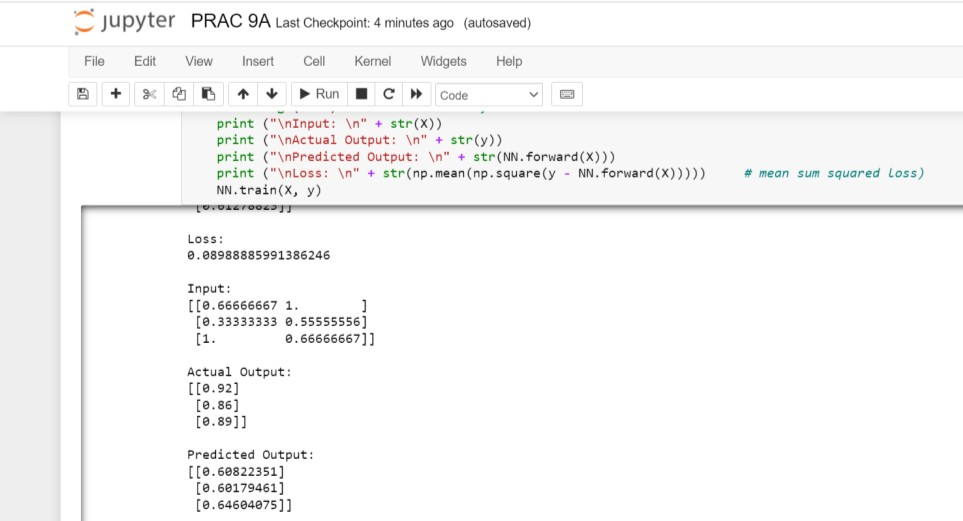 jupyter PRAC 9A Last Checkpoint: 4 minutes ago (autosaved)
File Edit View Insert Cell Kernel Widgets Help
Run Code
print ("\nInput: \n" + str(X))
print ("\nActual Output: \n" + str(y))
print ("\nPredicted Output: \n" + str(NN.forward(X)))
print ("\nLoss: \n" + str(np.mean(np.square(y - NN.forward(X))))) # mean sum squared loss)
NN.train(X, y)
Loss:
0.08988885991386246
Input:
[[0.66666667 1. ]
[0.33333333 0.55555556]
[1. 0.66666667]]
Actual Output:
[[0.92]
[0.86]
[0.89]]
Predicted Output:
[[0.60822351]
[0.60179461]
[0.64604075]]